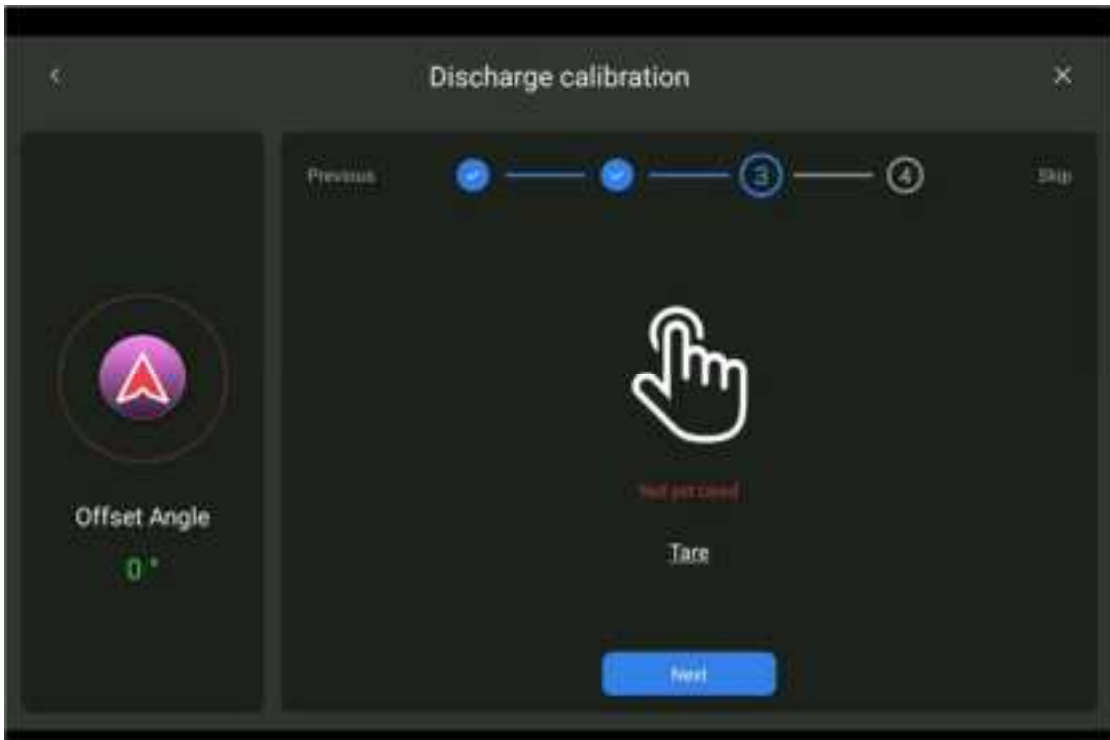 Discharge calibration
Previous
3
4
Skip
Not yet tared
Offset Angle
0 °
Tare
Next